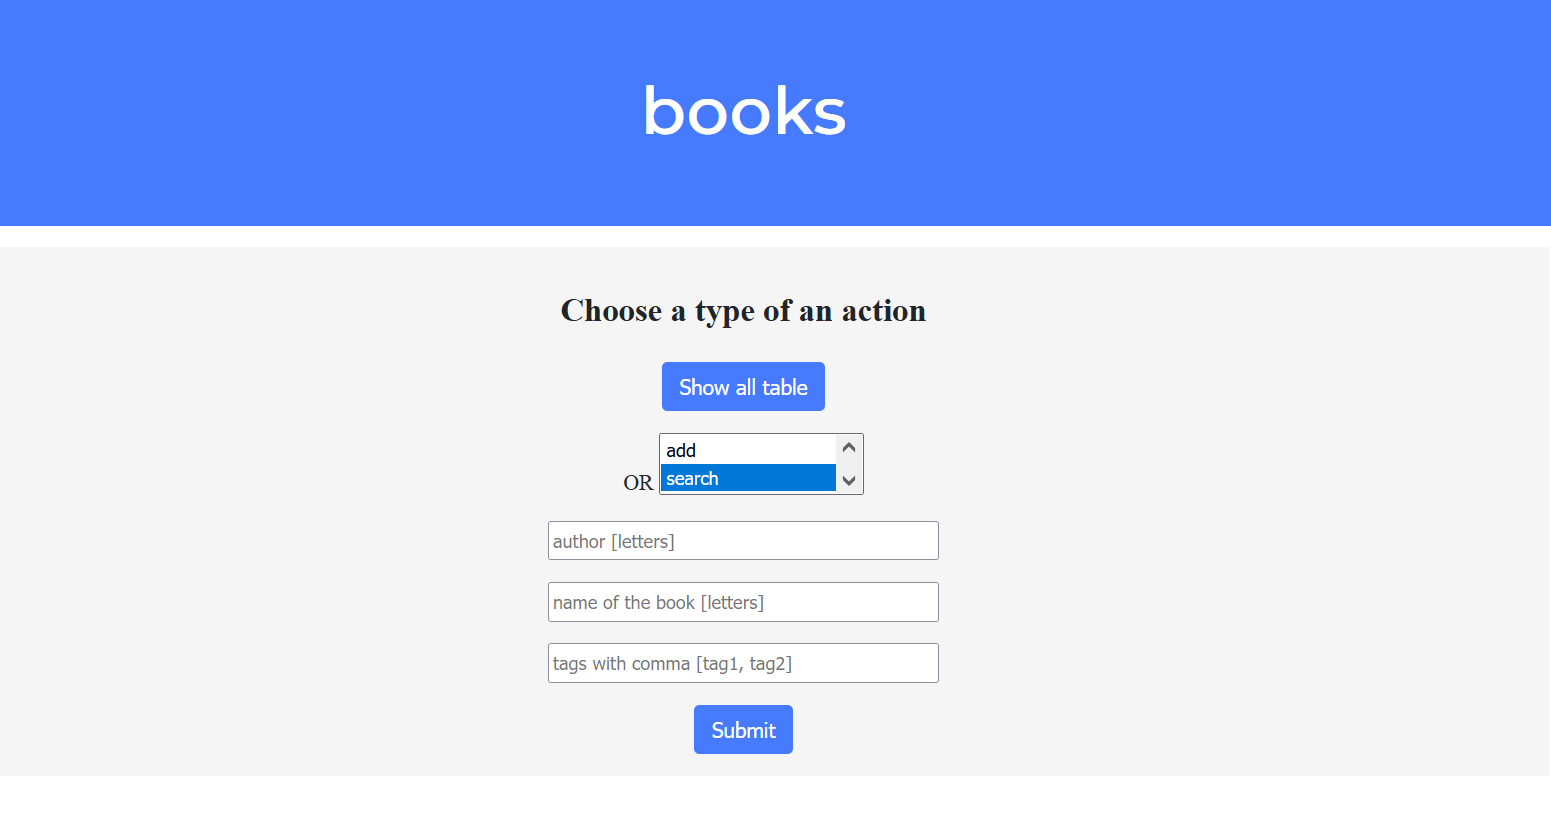 books
Choose a type of an action
Show all table
add
OR search
author [letters]
name of the book [letters]
tags with comma [tag1, tag2]
Submit